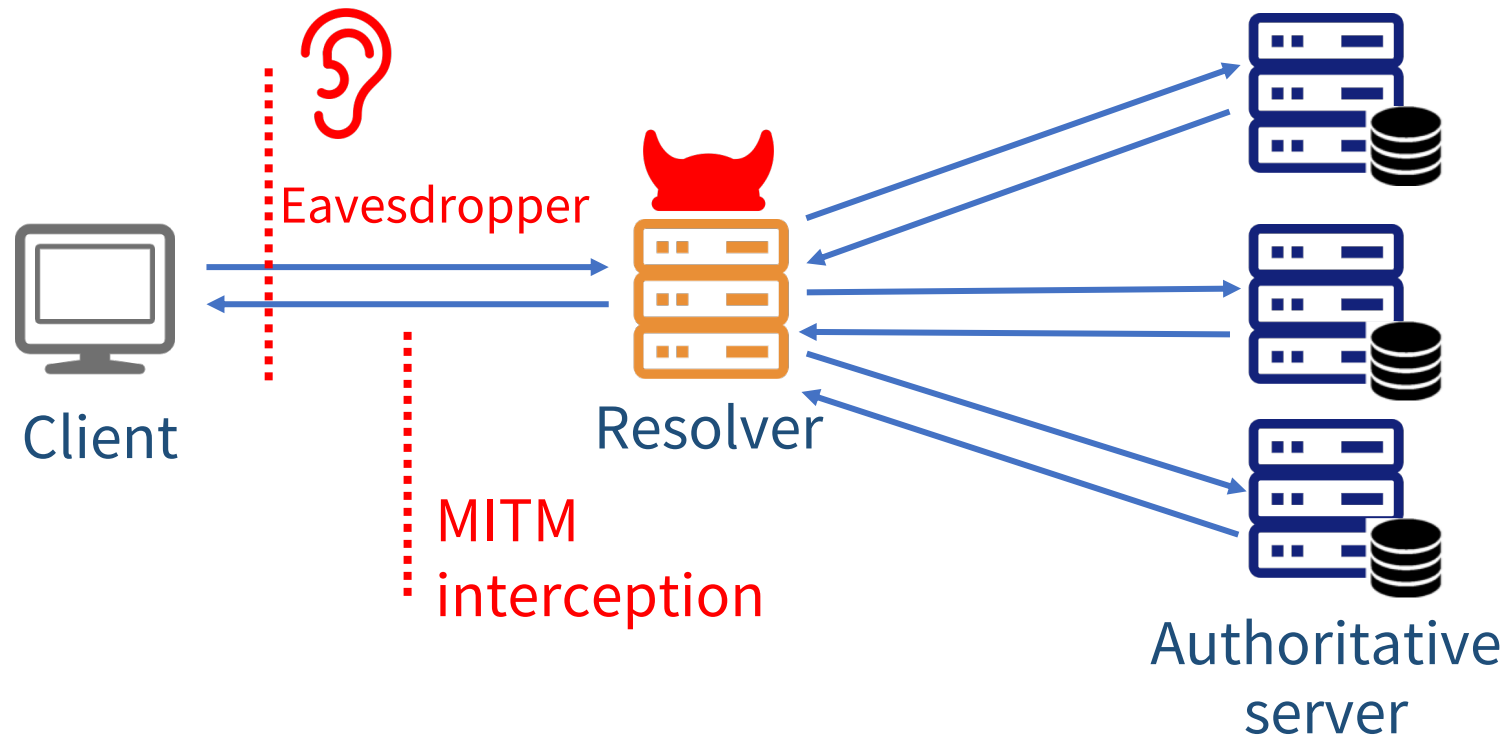 Eavesdropper
Client
Resolver
MITM
interception
Authoritative
server